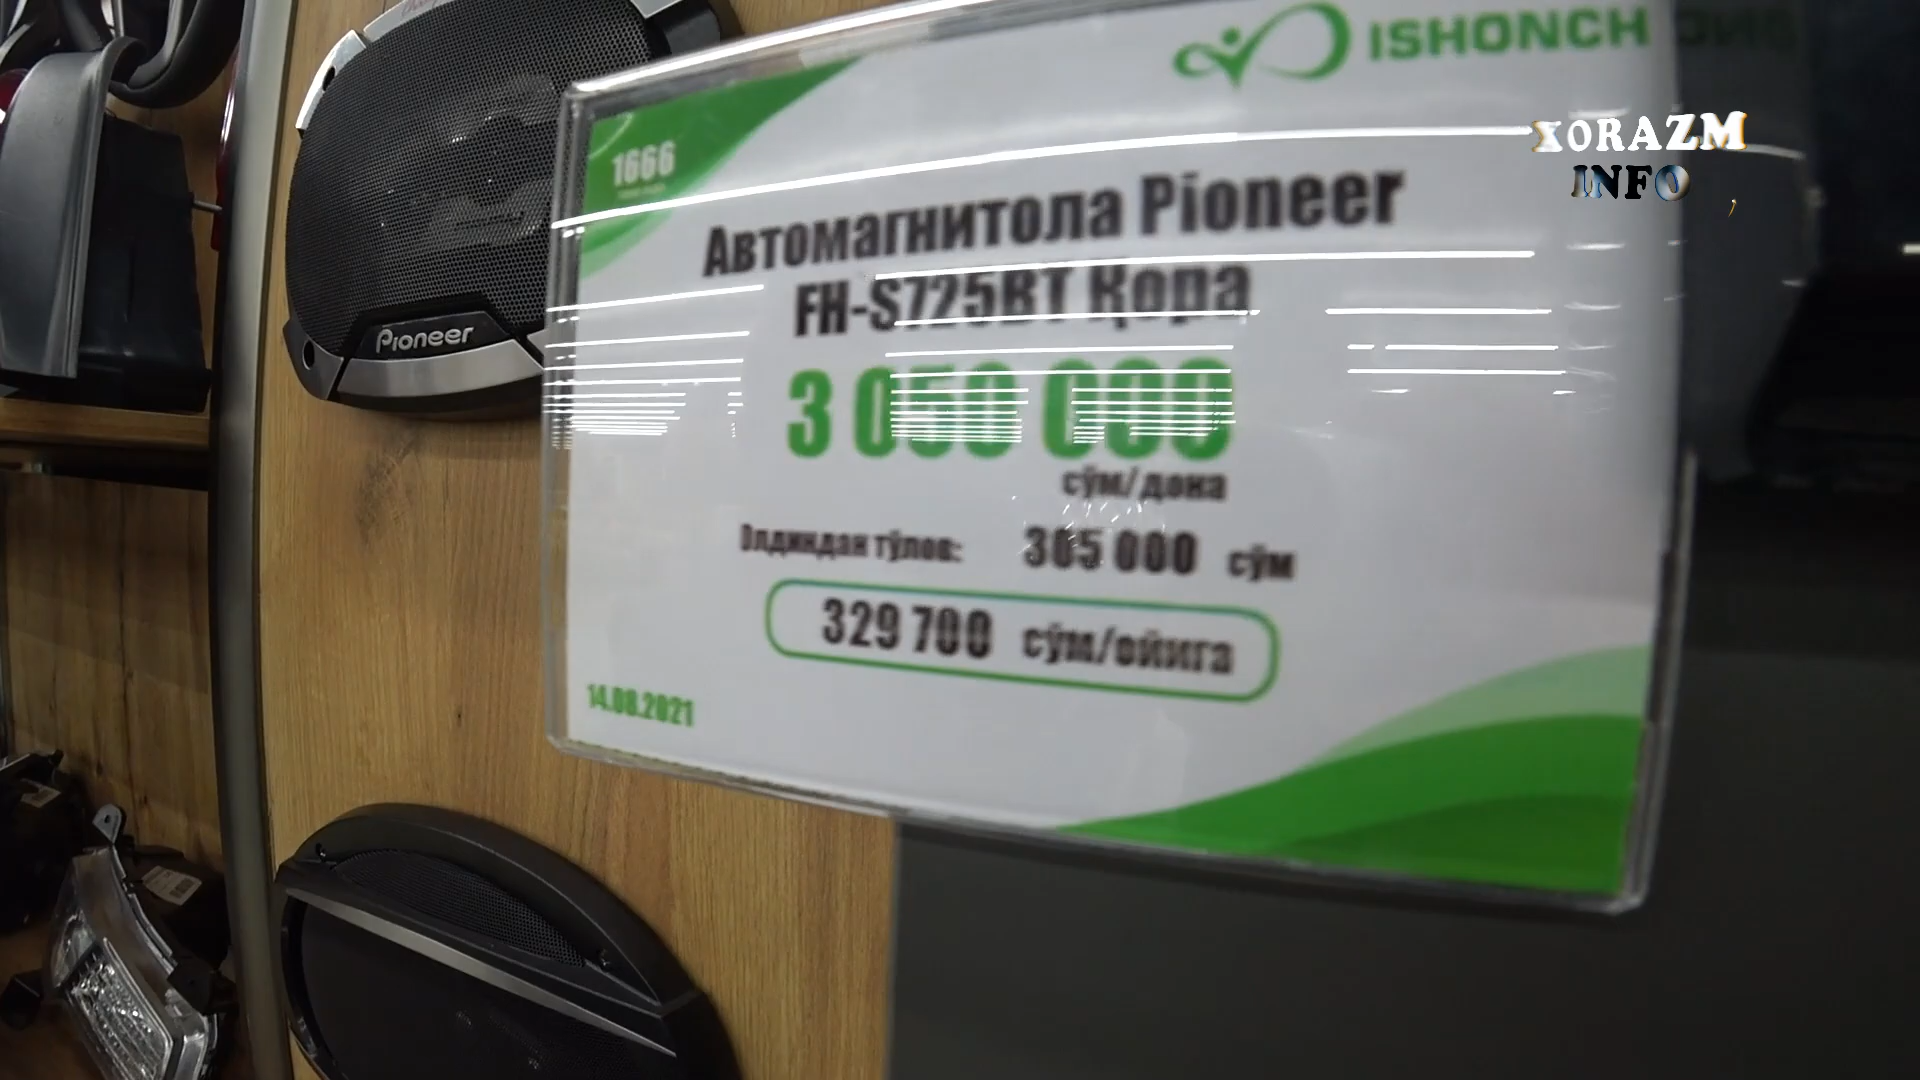 ISHONCH
XORAZM
INFO
1666
Автомагнитола Pioneer
FH-S725BT Қора
3 050 000
сўм/дона
Олдиндан тўлов: 305 000 сўм
329 700 сўм/ойига
14.08.2021
Pioneer